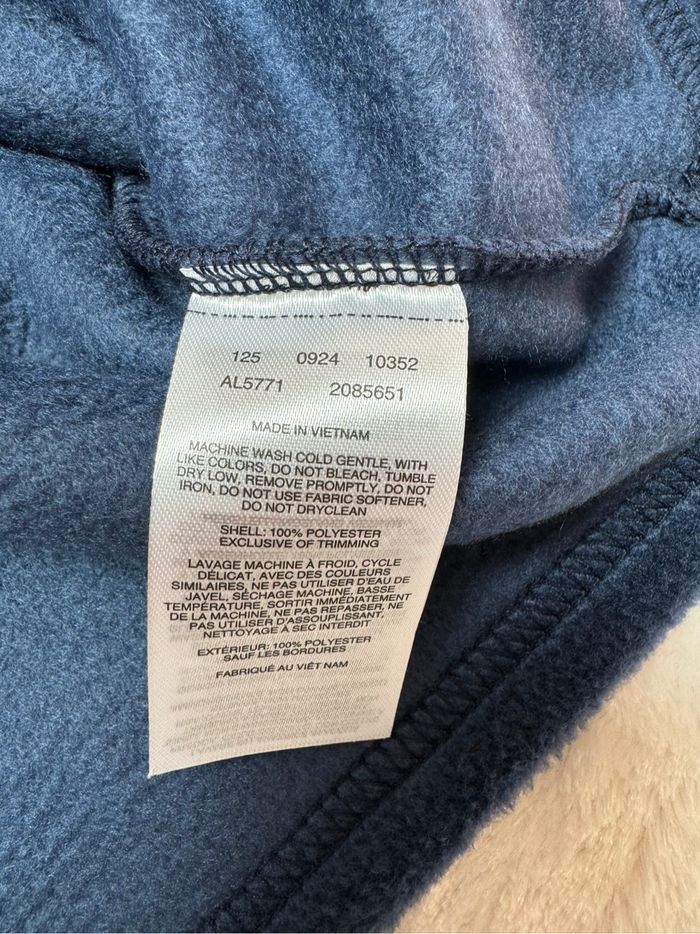 125 0924 10352
AL5771 2085651
MADE IN VIETNAM
MACHINE WASH COLD GENTLE, WITH
LIKE COLORS, DO NOT BLEACH, TUMBLE
DRY LOW, REMOVE PROMPTLY, DO NOT
IRON, DO NOT USE FABRIC SOFTENER,
DO NOT DRYCLEAN
SHELL: 100% POLYESTER
EXCLUSIVE OF TRIMMING
LAVAGE MACHINE À FROID, CYCLE
DÉLICAT, AVEC DES COULEURS
SIMILAIRES, NE PAS UTILISER D'EAU DE
JAVEL, SÉCHAGE MACHINE, BASSE
TEMPÉRATURE, SORTIR IMMÉDIATEMENT
DE LA MACHINE, NE PAS REPASSER, NE
PAS UTILISER D'ASSOUPLISSANT,
NETTOYAGE À SEC INTERDIT
EXTÉRIEUR: 100% POLYESTER
SAUF LES BORDURES
FABRIQUÉ AU VIÊT NAM